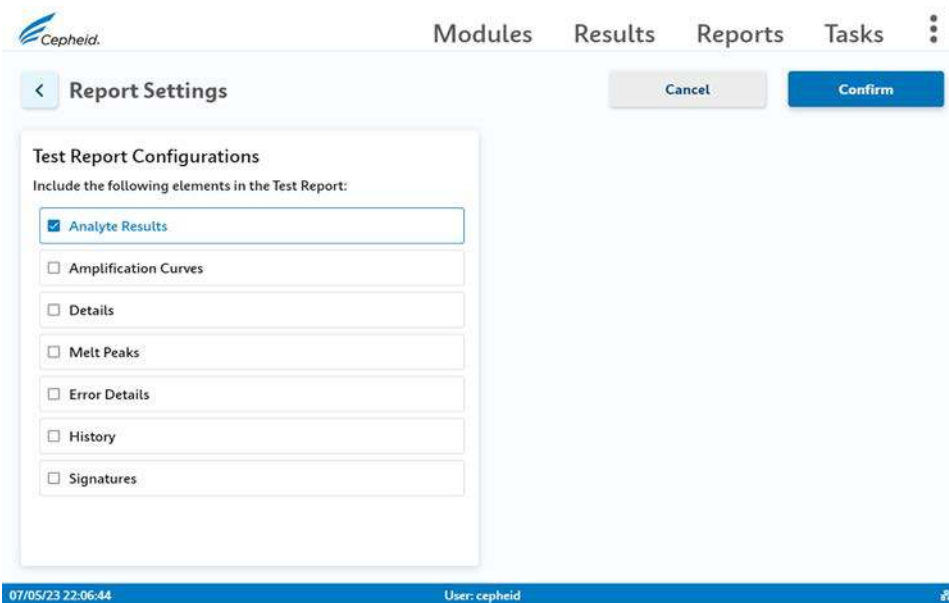 Cepheid.
Modules Results Reports Tasks
Report Settings
Cancel
Confirm
Test Report Configurations
Include the following elements in the Test Report:
Analyte Results
Amplification Curves
Details
Melt Peaks
Error Details
History
Signatures
07/05/23 22:06:44 User: cepheid